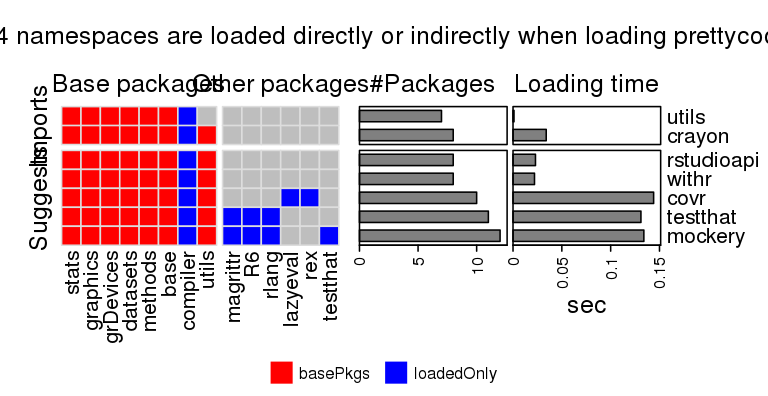 4 namespaces are loaded directly or indirectly when loading prettycod
Base packages
Other packages
#Packages
Loading time
Imports
Suggests
utils
crayon
rstudioapi
withr
covr
testthat
mockery
stats
graphics
grDevices
datasets
methods
base
compiler
utils
magrittr
R6
rlang
lazyeval
rex
testthat
0
5
10
0
0.05
0.1
0.15
sec
basePkgs
loadedOnly